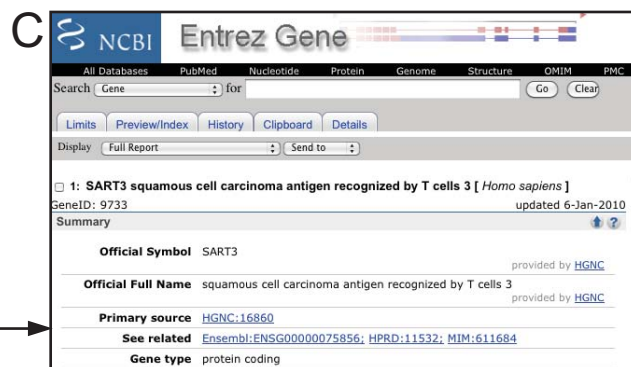 C
NCBI Entrez Gene
All Databases PubMed Nucleotide Protein Genome Structure OMIM PMC
Search Gene for Go Clear
Limits Preview/Index History Clipboard Details
Display Full Report Send to
1: SART3 squamous cell carcinoma antigen recognized by T cells 3 [ Homo sapiens ]
GeneID: 9733 updated 6-Jan-2010
Summary ?
Official Symbol SART3
provided by HGNC
Official Full Name squamous cell carcinoma antigen recognized by T cells 3
provided by HGNC
Primary source HGNC:16860
See related Ensembl:ENSG00000075856; HPRD:11532; MIM:611684
Gene type protein coding